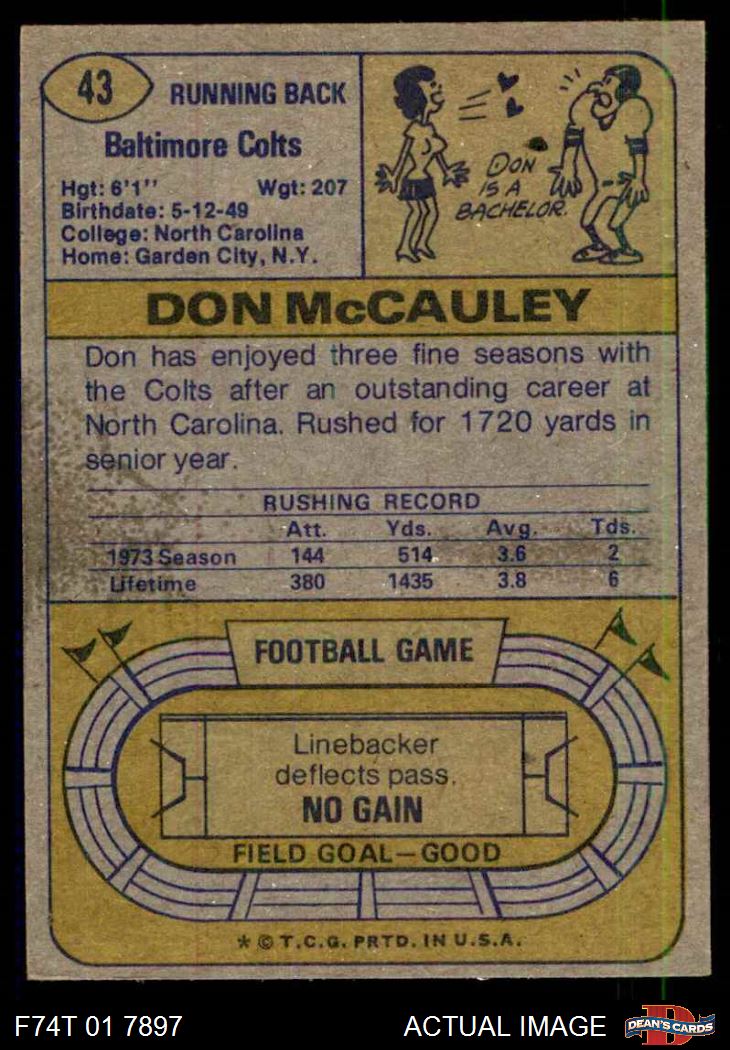 43
RUNNING BACK
Baltimore Colts
Hgt: 6'1'' Wgt: 207
Birthdate: 5-12-49
College: North Carolina
Home: Garden City, N.Y.
DON
IS A
BACHELOR.
DON McCAULEY
Don has enjoyed three fine seasons with
the Colts after an outstanding career at
North Carolina. Rushed for 1720 yards in
senior year.
RUSHING RECORD
Att. Yds. Avg. Tds.
1973 Season 144 514 3.6 2
Lifetime 380 1435 3.8 6
FOOTBALL GAME
Linebacker
deflects pass.
NO GAIN
FIELD GOAL—GOOD
* © T.C.G. PRTD. IN U.S.A.
F74T 01 7897 ACTUAL IMAGE
D
DEAN'S CARDS